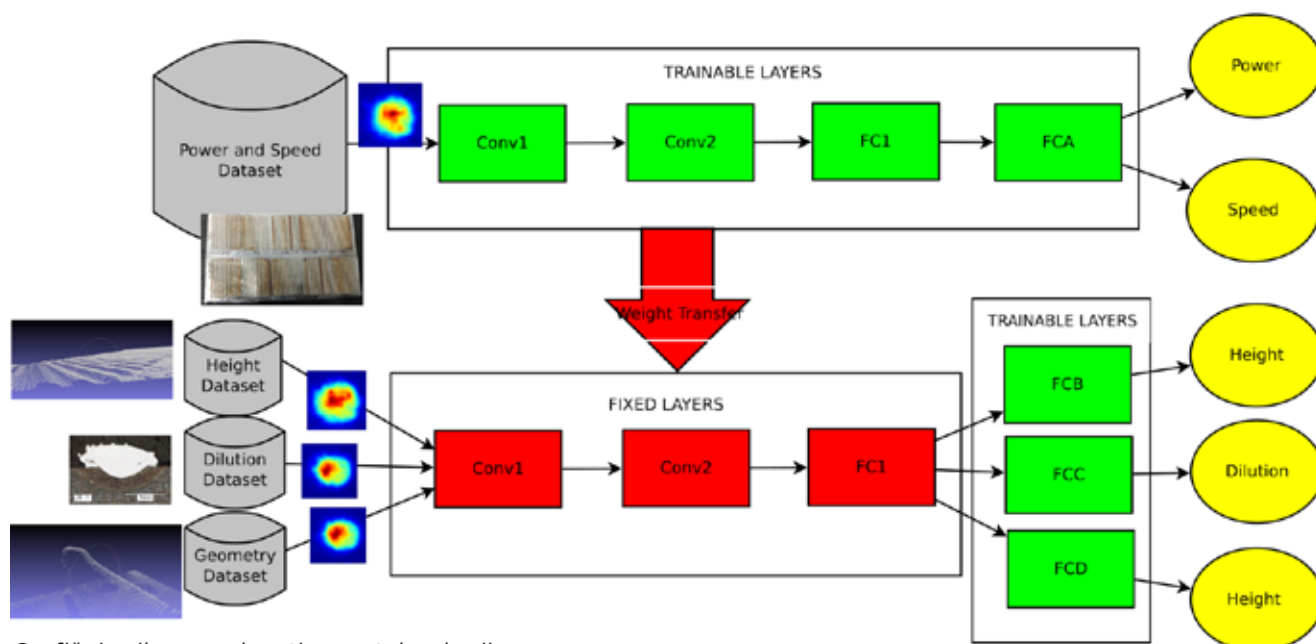 TRAINABLE LAYERS
Power and Speed
Dataset
Conv1
Conv2
FC1
FCA
Power
Speed
Weight Transfer
Height
Dataset
Dilution
Dataset
Geometry
Dataset
FIXED LAYERS
Conv1
Conv2
FC1
TRAINABLE LAYERS
FCB
FCC
FCD
Height
Dilution
Height